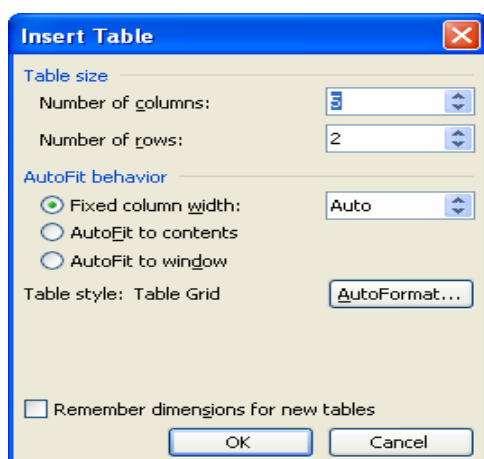 Insert Table
Table size
Number of columns: 5
Number of rows: 2
AutoFit behavior
Fixed column width: Auto
AutoFit to contents
AutoFit to window
Table style: Table Grid AutoFormat...
Remember dimensions for new tables
OK Cancel